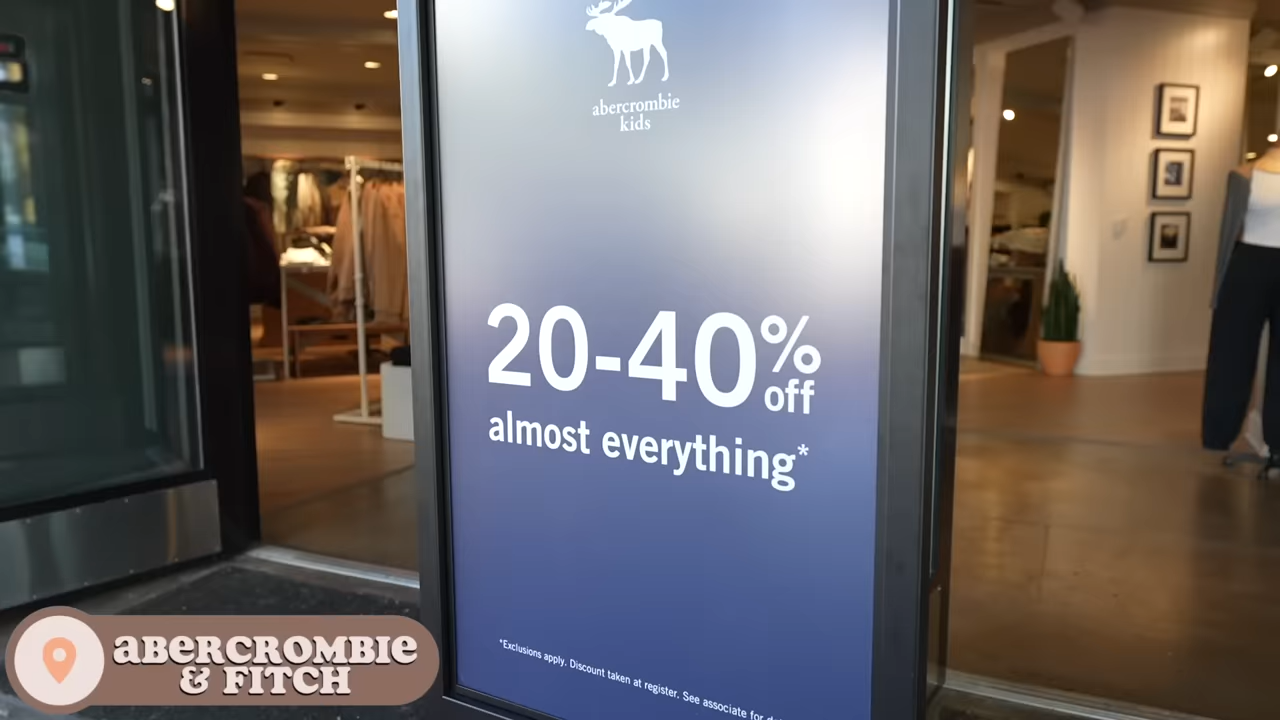 abercrombie
kids
20-40%
off
almost everything*
*Exclusions apply. Discount taken at register. See associate for
ABERCROMBIE
& FITCH